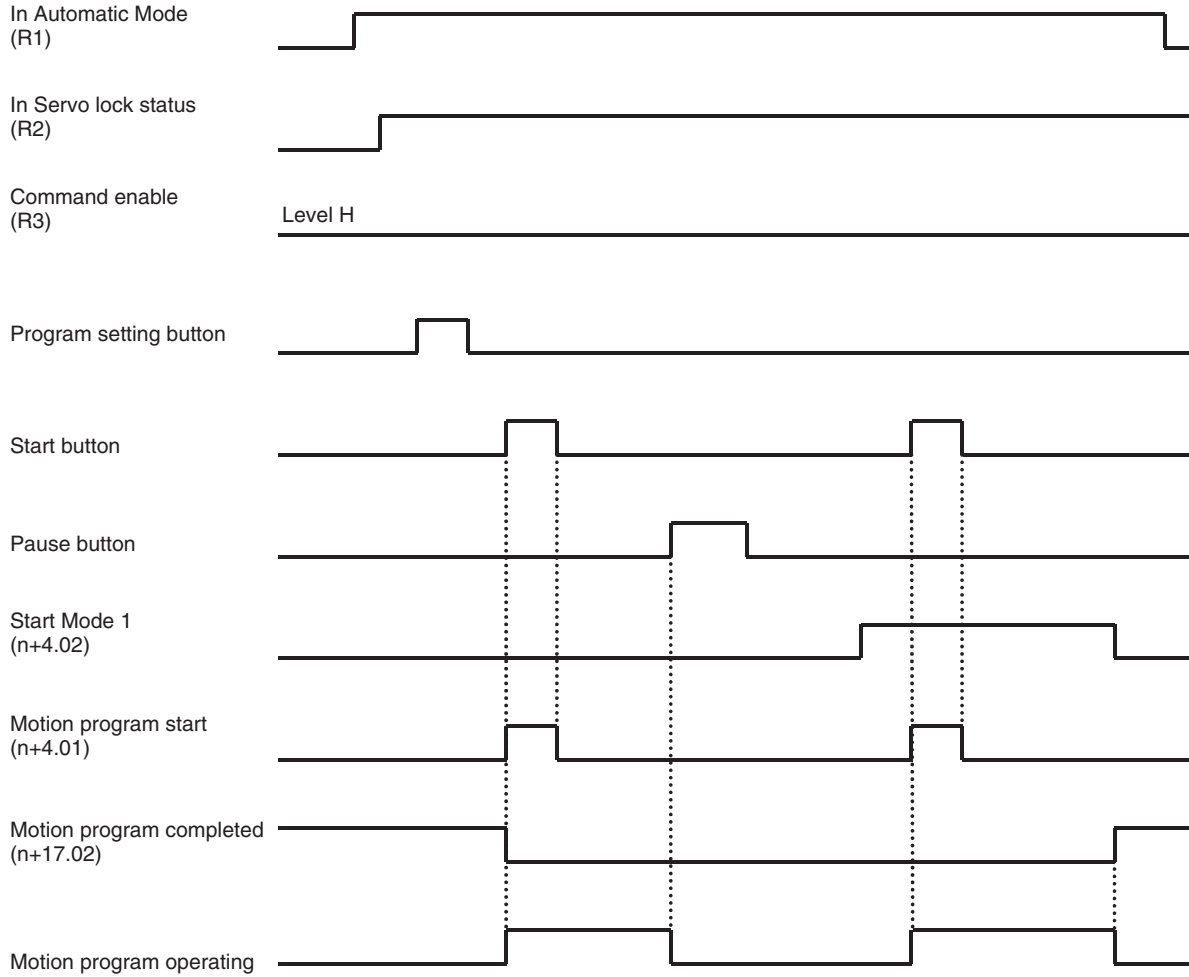 In Automatic Mode
(R1)
In Servo lock status
(R2)
Command enable
(R3)
Level H
Program setting button
Start button
Pause button
Start Mode 1
(n+4.02)
Motion program start
(n+4.01)
Motion program completed
(n+17.02)
Motion program operating